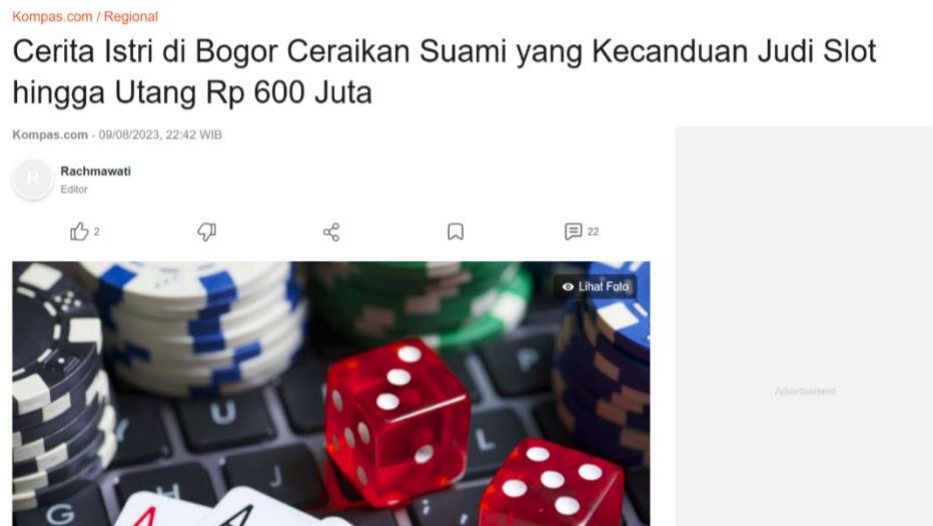 Kompas.com / Regional
Cerita Istri di Bogor Ceraikan Suami yang Kecanduan Judi Slot
hingga Utang Rp 600 Juta
Kompas.com - 09/08/2023, 22:42 WIB
R
Rachmawati
Editor
2
22
Lihat Foto
Advertisement
U
P
L
J
H
G
A
A